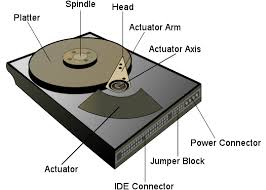 Spindle
Head
Platter
Actuator Arm
Actuator Axis
Power Connector
Actuator
Jumper Block
IDE Connector